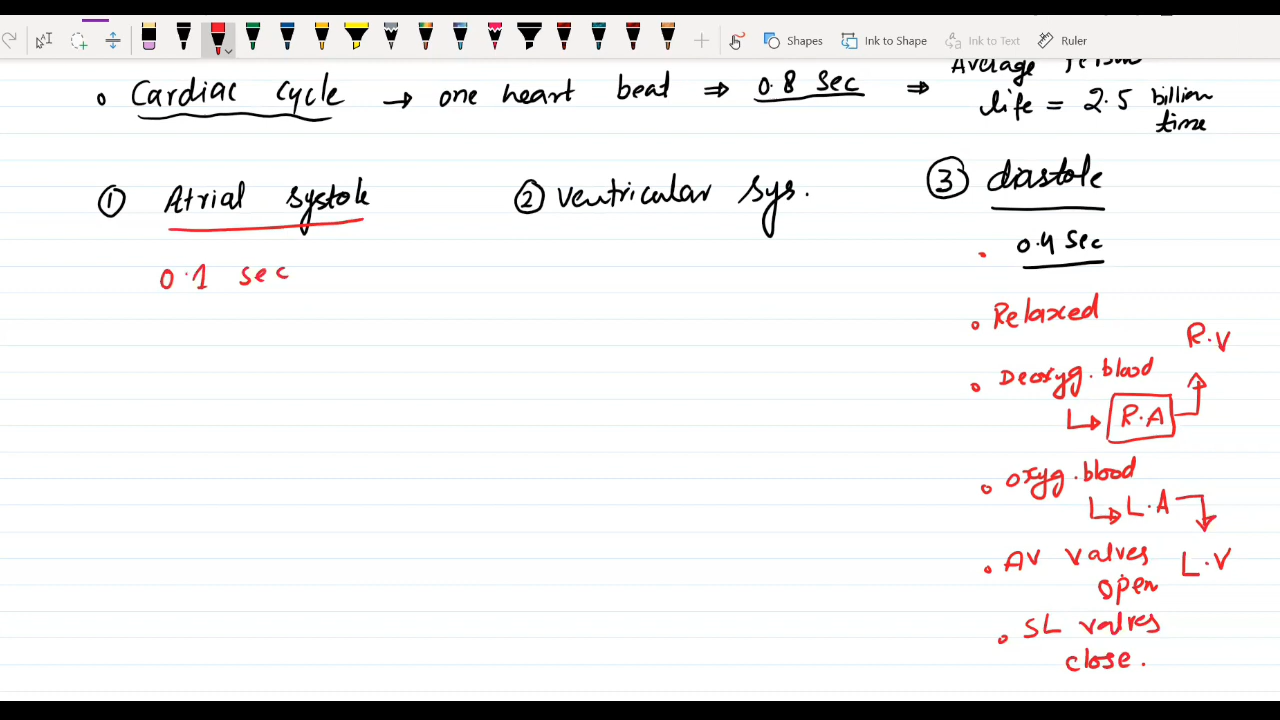 Shapes
Ink to Shape
Ink to Text
Ruler
Cardiac cycle → one heart beat ⇒ 0.8 sec ⇒
Average
life = 2.5 billion
time
① Atrial systole
0.1 sec
② ventricular sys.
③ diastole
• 0.4 sec
• Relaxed
• Deoxyg. blood
↳ R.A → R.V
• oxyg. blood
↳ L.A → L.V
• AV valves
open
• SL valves
close.